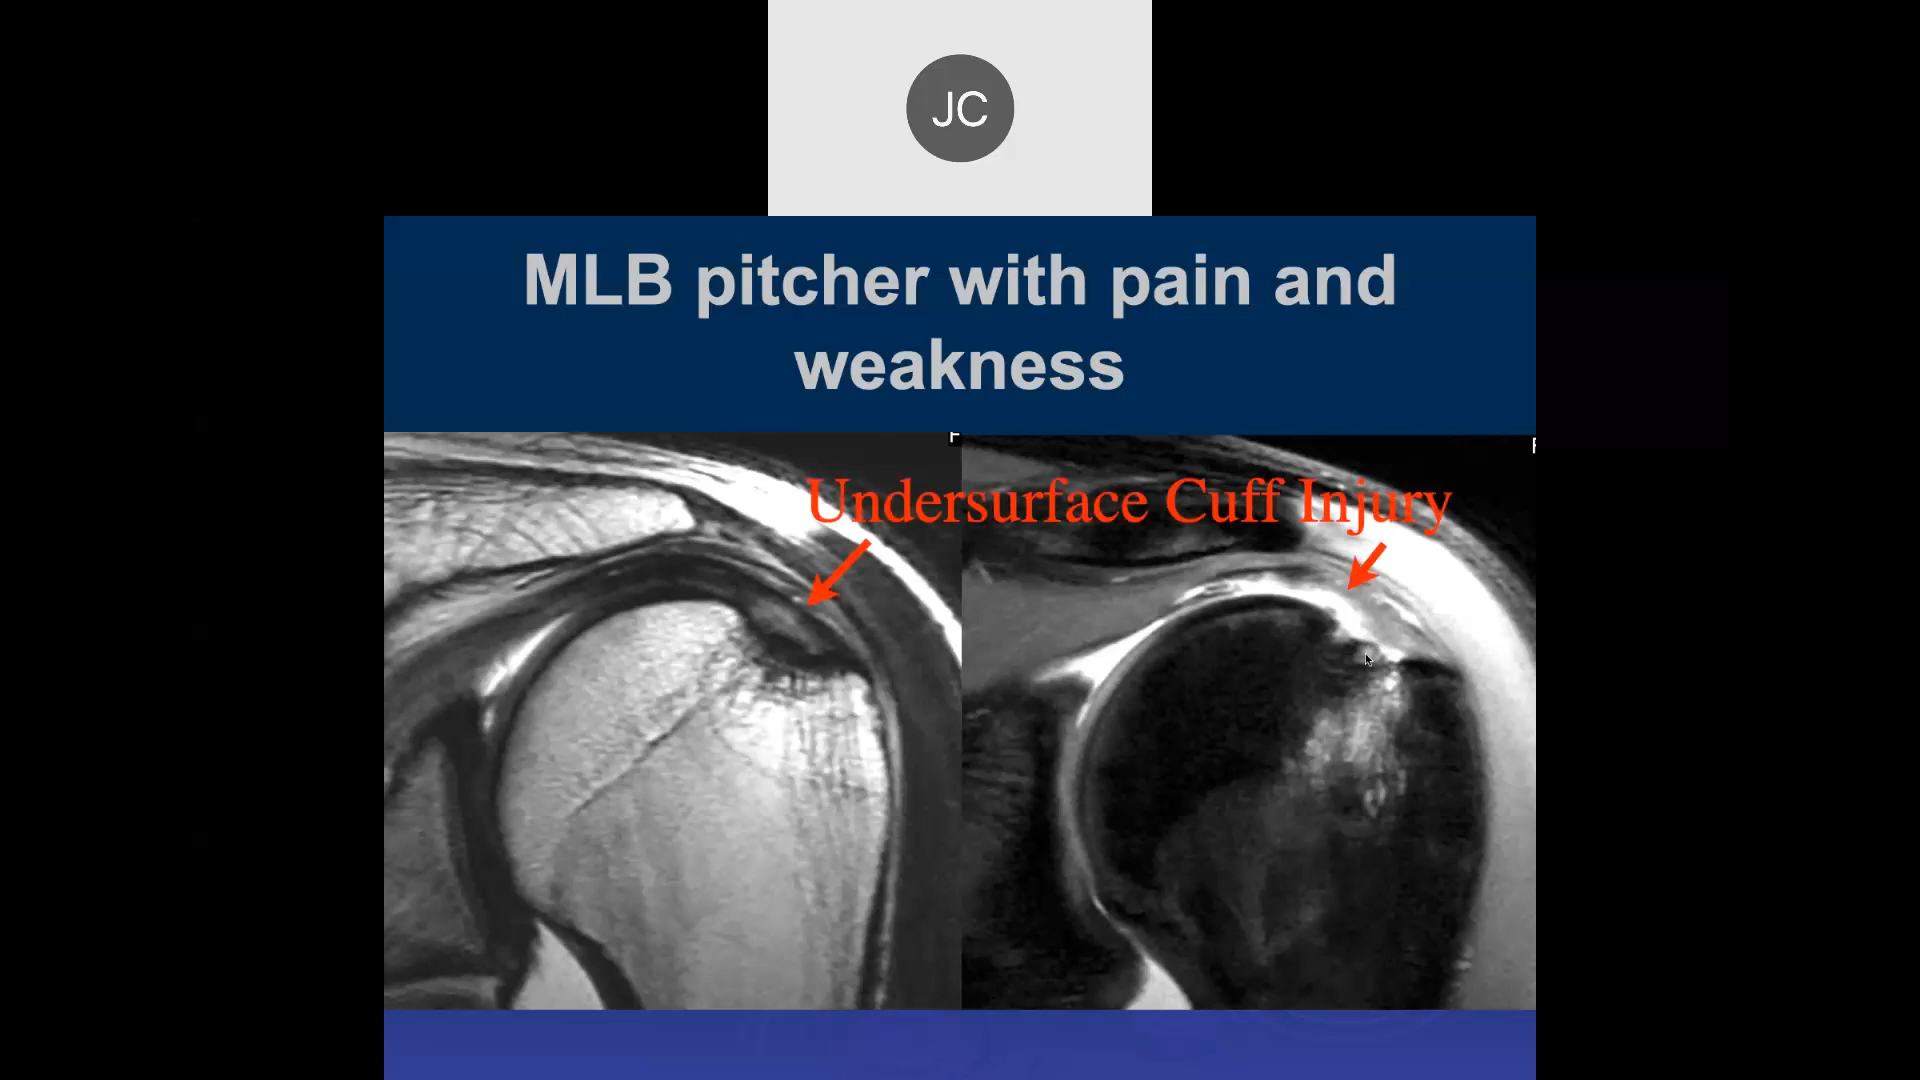 JC
MLB pitcher with pain and
weakness
F
Undersurface Cuff Injury